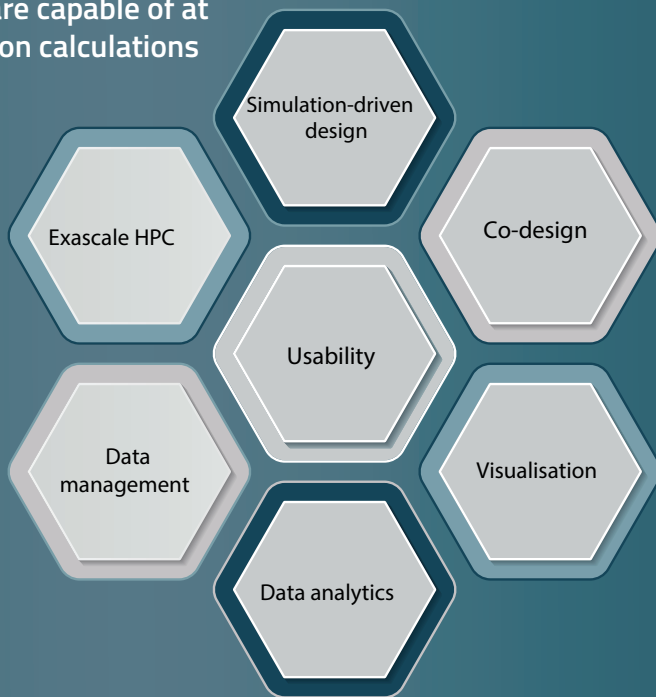 are capable of at
on calculations
Simulation-driven
design
Exascale HPC
Co-design
Usability
Data
management
Visualisation
Data analytics